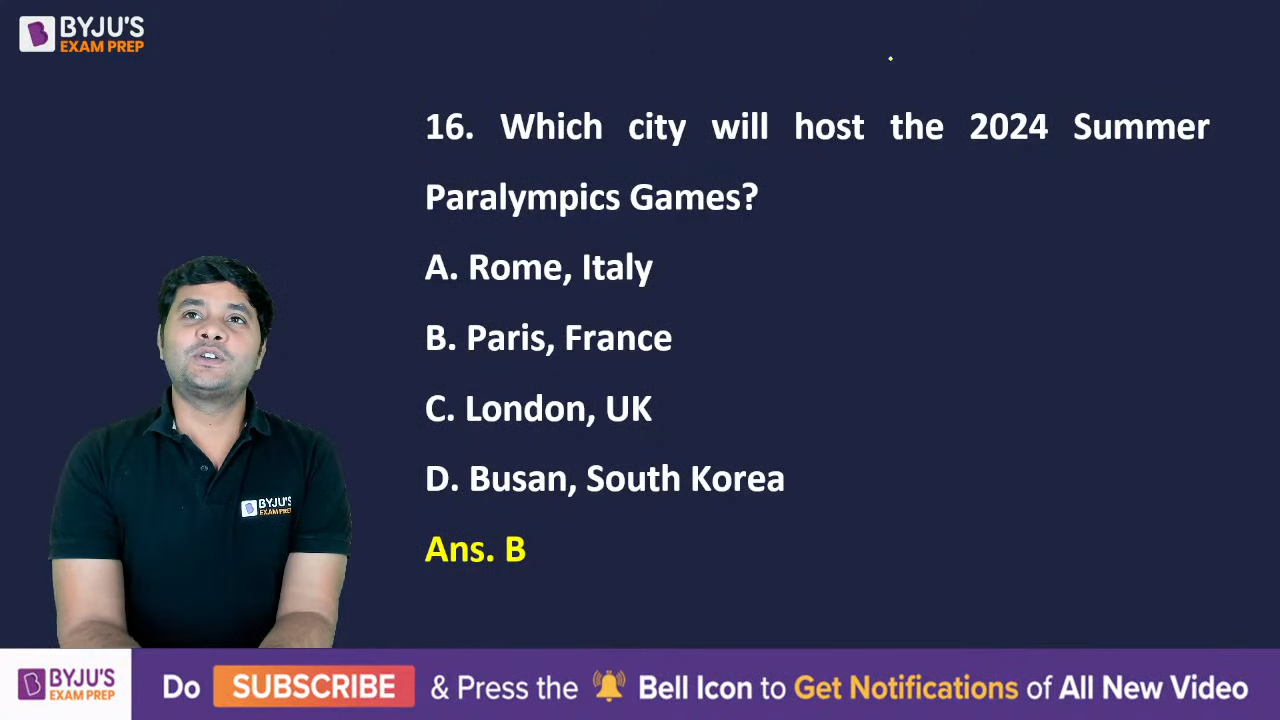 BYJU'S
EXAM PREP
16. Which city will host the 2024 Summer
Paralympics Games?
A. Rome, Italy
B. Paris, France
C. London, UK
D. Busan, South Korea
Ans. B
BYJU'S
EXAM PREP
BYJU'S
EXAM PREP
Do SUBSCRIBE & Press the Bell Icon to Get Notifications of All New Video